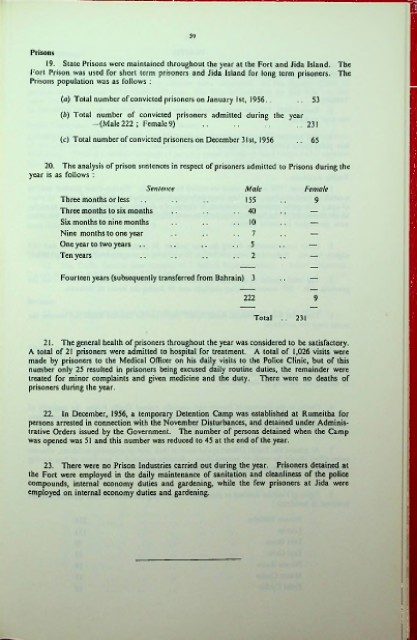 39
Prisons
19. State Prisons were maintained throughout the year at the Fort and Jida Island. The
Fort Prison was used for short term prisoners and Jida Island for long term prisoners. The
Prisons population was as follows :
(a) Total number of convicted prisoners on January 1st, 1956. . . . 53
(b) Total number of convicted prisoners admitted during the year
—(Male 222 ; Female 9) . . . . . . . . 231
(c) Total number of convicted prisoners on December 31st, 1956 . . 65
20. The analysis of prison sentences in respect of prisoners admitted to Prisons during the
year is as follows :
Sentence Male Female
Three months or less . . . . . . 155 . . 9
Three months to six months . . . . . . 40 . . —
Six months to nine months . . . . . . 10 . . —
Nine months to one year . . . . . . 7 . . —
One year to two years . . . . . . . . 5 . . —
Ten years . . . . . . 2 . . —
Fourteen years (subsequently transferred from Bahrain) 3 . . —
222 9
Total . . 231
21. The general health of prisoners throughout the year was considered to be satisfactory.
A total of 21 prisoners were admitted to hospital for treatment. A total of 1,026 visits were
made by prisoners to the Medical Officer on his daily visits to the Police Clinic, but of this
number only 25 resulted in prisoners being excused daily routine duties, the remainder were
treated for minor complaints and given medicine and the duty. There were no deaths of
prisoners during the year.
22. In December, 1956, a temporary Detention Camp was established at Rumeitha for
persons arrested in connection with the November Disturbances, and detained under Adminis-
trative Orders issued by the Government. The number of persons detained when the Camp
was opened was 51 and this number was reduced to 45 at the end of the year.
23. There were no Prison Industries carried out during the year. Prisoners detained at
the Fort were employed in the daily maintenance of sanitation and cleanliness of the police
compounds, internal economy duties and gardening, while the few prisoners at Jida were
employed on internal economy duties and gardening.